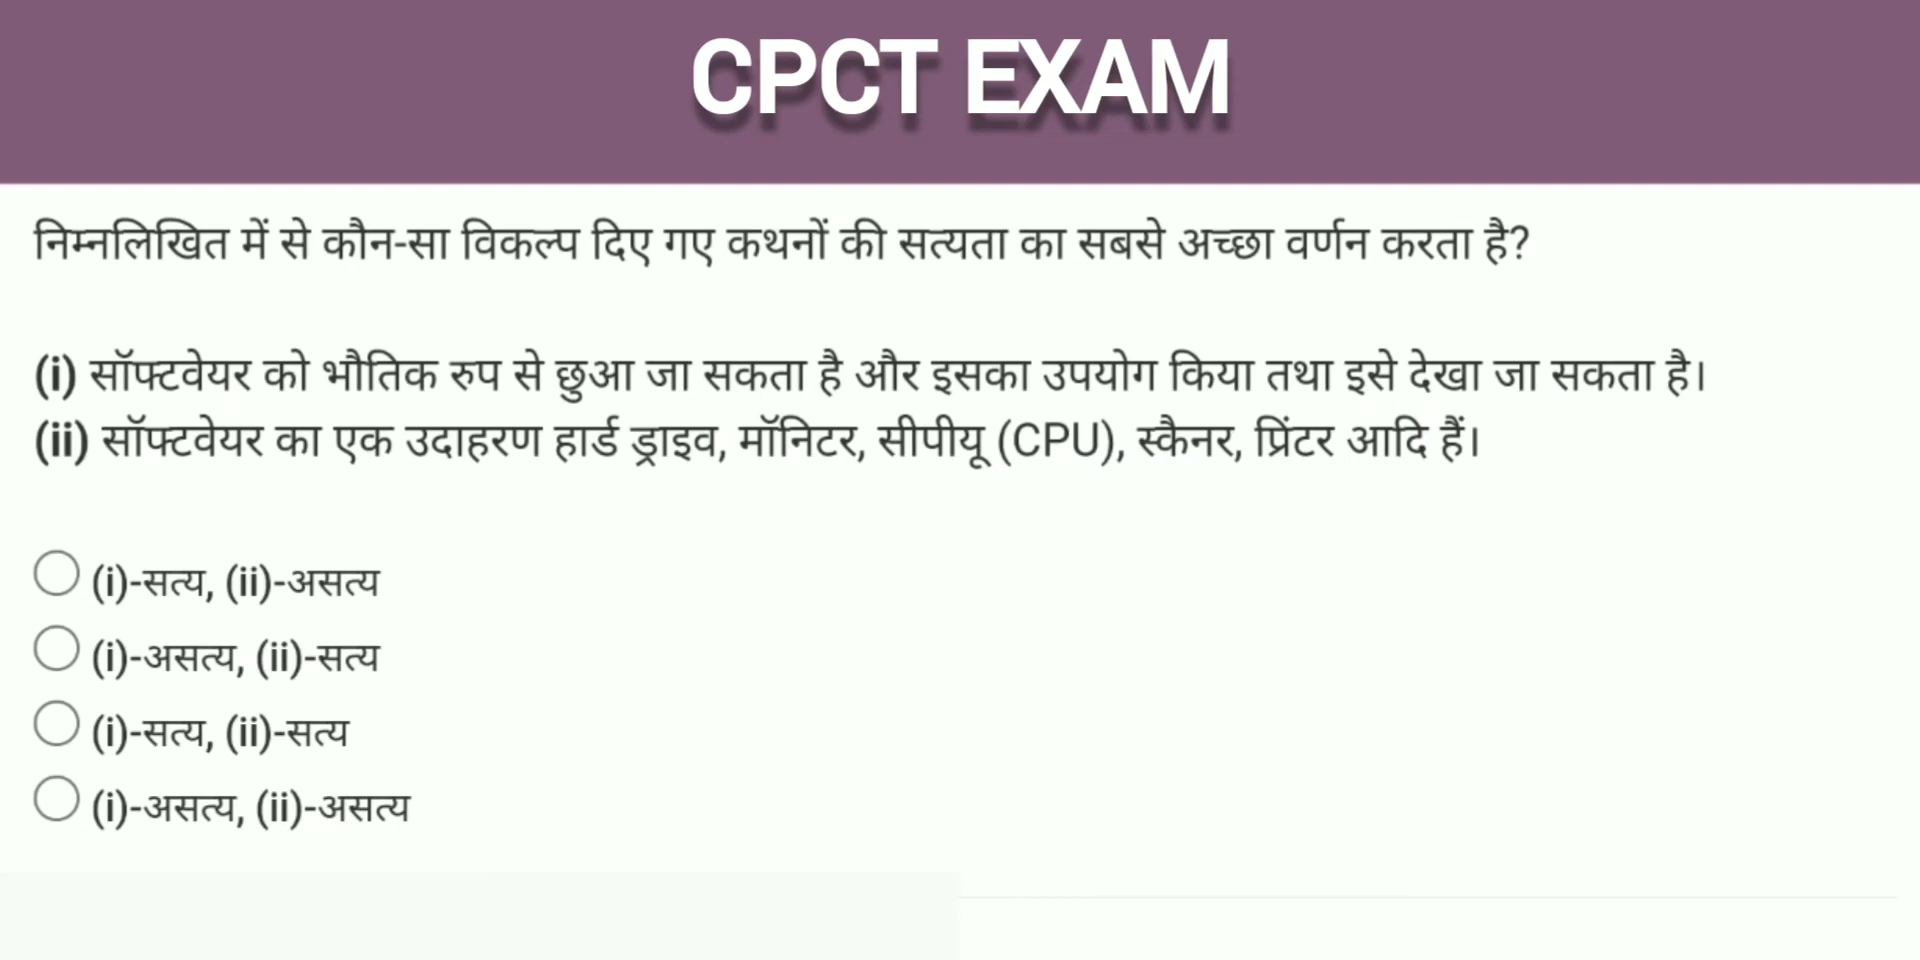 CPCT EXAM
निम्नलिखित में से कौन-सा विकल्प दिए गए कथनों की सत्यता का सबसे अच्छा वर्णन करता है?
(i) सॉफ्टवेयर को भौतिक रुप से छुआ जा सकता है और इसका उपयोग किया तथा इसे देखा जा सकता है।
(ii) सॉफ्टवेयर का एक उदाहरण हार्ड ड्राइव, मॉनिटर, सीपीयू (CPU), स्कैनर, प्रिंटर आदि हैं।
(i)-सत्य, (ii)-असत्य
(i)-असत्य, (ii)-सत्य
(i)-सत्य, (ii)-सत्य
(i)-असत्य, (ii)-असत्य